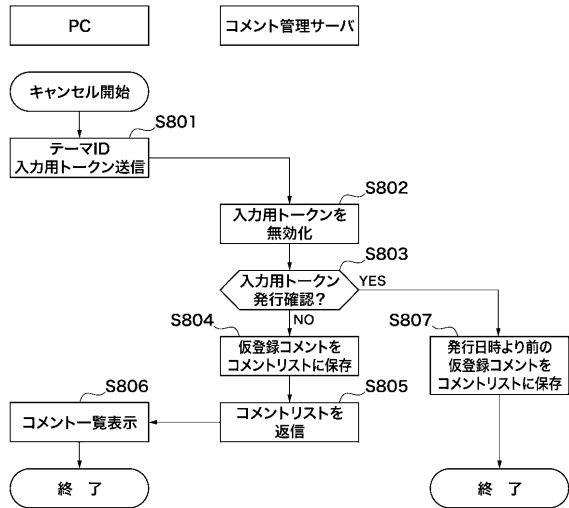 PC
コメント管理サーバ
キャンセル開始
S801
テーマID
入力用トークン送信
S802
入力用トークンを
無効化
S803
入力用トークン
発行確認?
YES
NO
S804
仮登録コメントを
コメントリストに保存
S807
発行日時より前の
仮登録コメントを
コメントリストに保存
S805
コメントリストを
返信
S806
コメント一覧表示
終 了
終 了